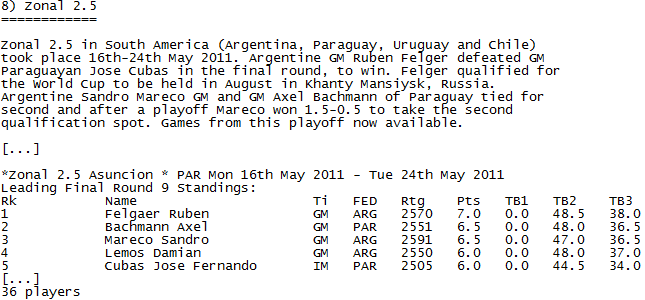 8) Zonal 2.5
============
Zonal 2.5 in South America (Argentina, Paraguay, Uruguay and Chile)
took place 16th-24th May 2011. Argentine GM Ruben Felger defeated GM
Paraguayan Jose Cubas in the final round, to win. Felger qualified for
the World Cup to be held in August in Khanty Mansiysk, Russia.
Argentine Sandro Mareco GM and GM Axel Bachmann of Paraguay tied for
second and after a playoff Mareco won 1.5-0.5 to take the second
qualification spot. Games from this playoff now available.
[...]
*Zonal 2.5 Asuncion * PAR Mon 16th May 2011 - Tue 24th May 2011
Leading Final Round 9 Standings:
Rk Name Ti FED Rtg Pts TB1 TB2 TB3
1 Felgaer Ruben GM ARG 2570 7.0 0.0 48.5 38.0
2 Bachmann Axel GM PAR 2551 6.5 0.0 48.0 36.5
3 Mareco Sandro GM ARG 2591 6.5 0.0 47.0 36.5
4 Lemos Damian GM ARG 2550 6.0 0.0 48.0 37.0
5 Cubas Jose Fernando IM PAR 2505 6.0 0.0 44.5 34.0
[...]
36 players